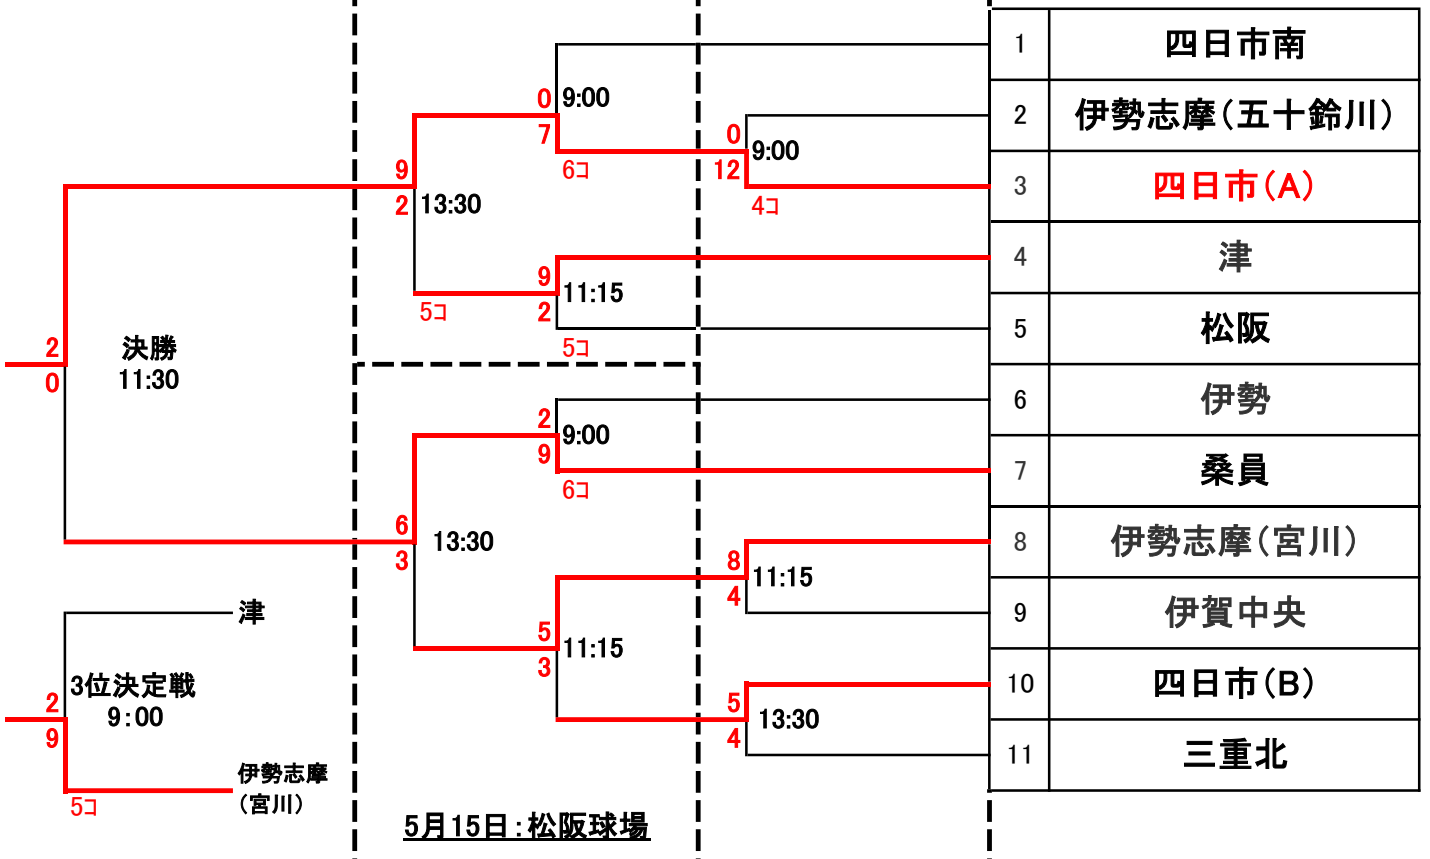 1 四日市南
0 9:00
2 伊勢志摩(五十鈴川)
7
0
9:00
9
6コ
12
3 四日市(A)
2 13:30
4コ
4 津
9
11:15
5コ
2
5 松阪
2
決勝
5コ
0
11:30
6 伊勢
2
9:00
9
7 桑員
6コ
6
13:30
8 伊勢志摩(宮川)
3
8
11:15
4
津
9 伊賀中央
5
11:15
3
3位決定戦
10 四日市(B)
2
9:00
5
13:30
9
4
11 三重北
伊勢志摩
(宮川)
5コ
5月15日:松阪球場